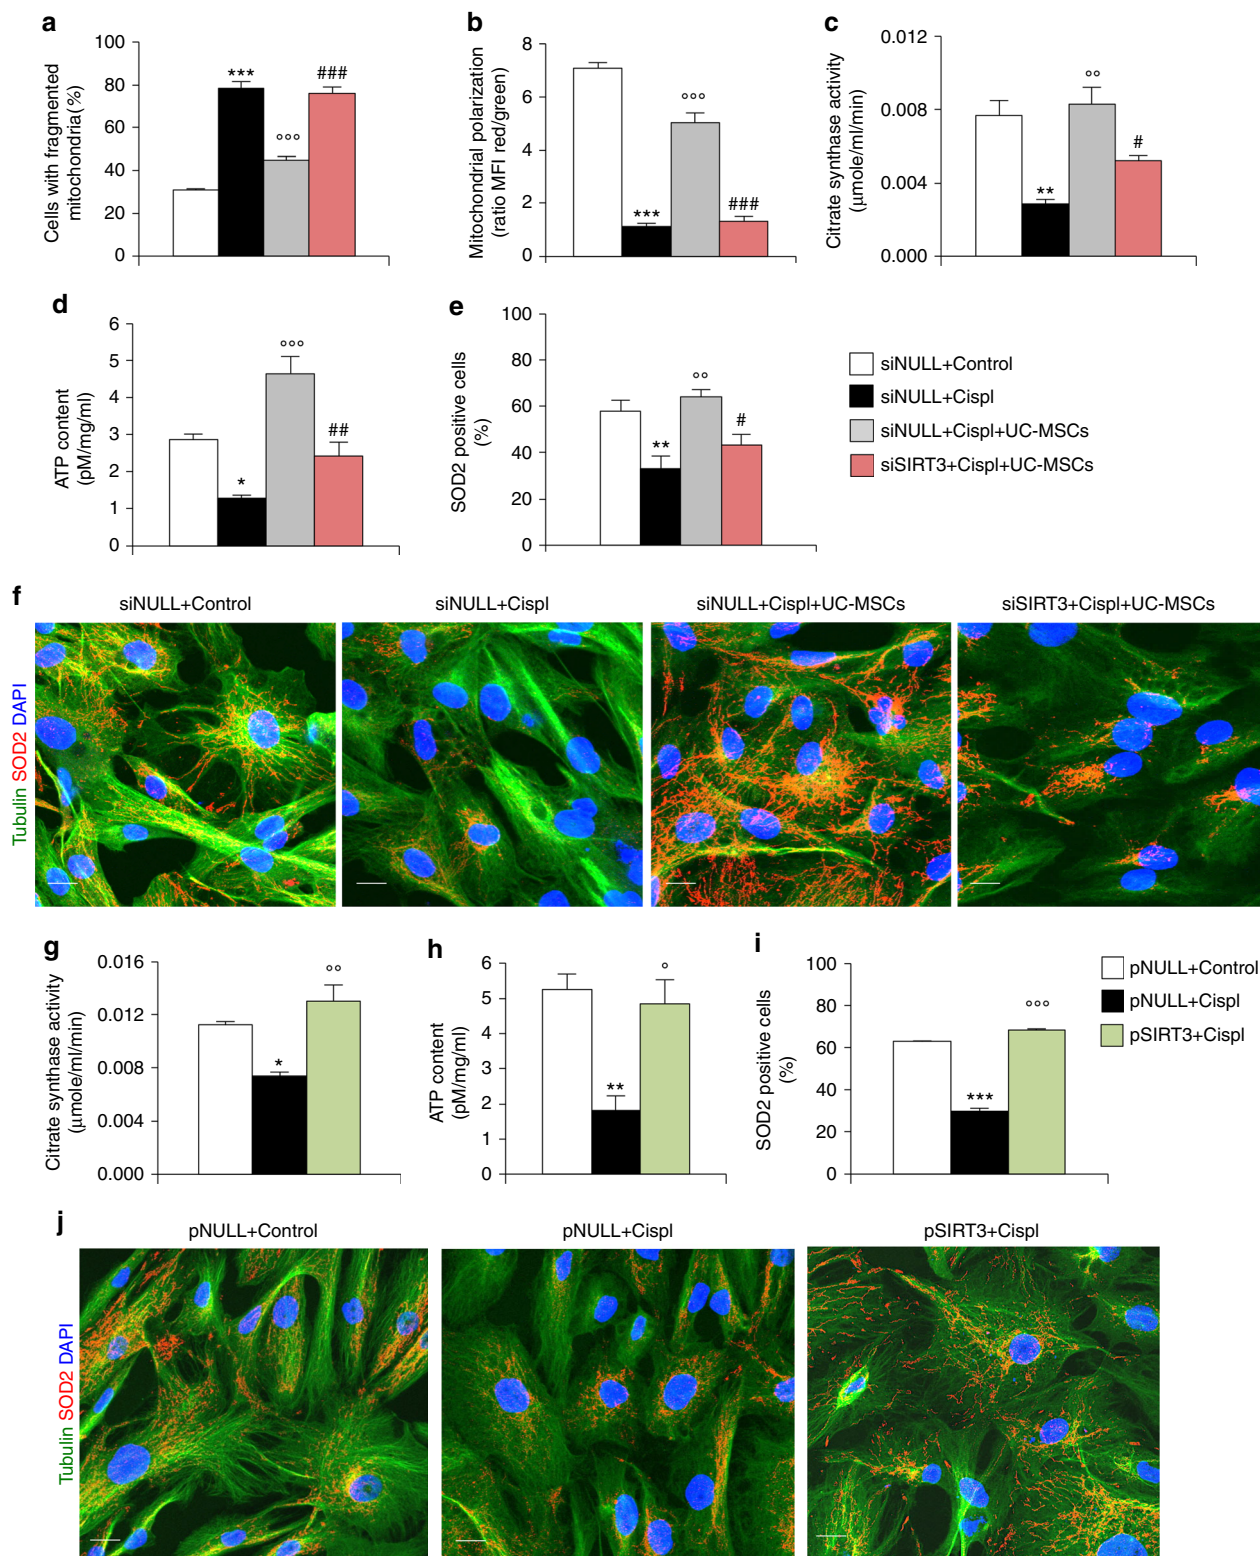 a
Cells with fragmented
mitochondria(%)
100
80
60
40
20
0
***
°°°
###
b
Mitochondrial polarization
(ratio MFI red/green)
8
6
4
2
0
***
°°°
###
c
Citrate synthase activity
(μmole/ml/min)
0.012
0.008
0.004
0.000
**
°°
#
d
ATP content
(pM/mg/ml)
6
5
4
3
2
1
0
*
°°°
##
e
SOD2 positive cells
(%)
100
80
60
40
20
0
**
°°
#
siNULL+Control
siNULL+Cispl
siNULL+Cispl+UC-MSCs
siSIRT3+Cispl+UC-MSCs
f
siNULL+Control
siNULL+Cispl
siNULL+Cispl+UC-MSCs
siSIRT3+Cispl+UC-MSCs
Tubulin SOD2 DAPI
g
Citrate synthase activity
(μmole/ml/min)
0.016
0.012
0.008
0.004
0.000
*
°°
h
ATP content
(pM/mg/ml)
6
5
4
3
2
1
0
**
°
i
SOD2 positive cells
(%)
100
80
60
40
20
0
***
°°°
pNULL+Control
pNULL+Cispl
pSIRT3+Cispl
j
pNULL+Control
pNULL+Cispl
pSIRT3+Cispl
Tubulin SOD2 DAPI